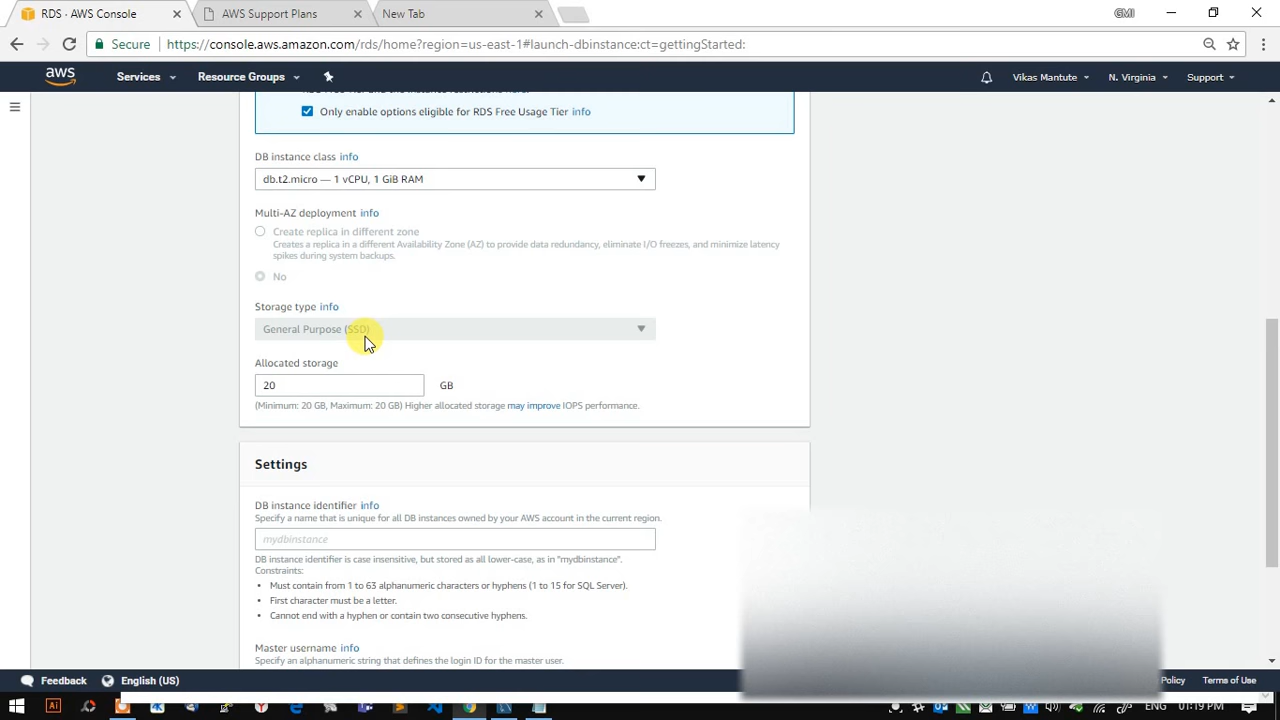 RDS - AWS Console
AWS Support Plans
New Tab
GMI
Secure https://console.aws.amazon.com/rds/home?region=us-east-1#launch-dbinstance:ct=gettingStarted:
aws Services Resource Groups Vikas Mantute N. Virginia Support
Only enable options eligible for RDS Free Usage Tier info
DB instance class info
db.t2.micro — 1 vCPU, 1 GiB RAM
Multi-AZ deployment info
Create replica in different zone
Creates a replica in a different Availability Zone (AZ) to provide data redundancy, eliminate I/O freezes, and minimize latency
spikes during system backups.
No
Storage type info
General Purpose (SSD)
Allocated storage
20 GB
(Minimum: 20 GB, Maximum: 20 GB) Higher allocated storage may improve IOPS performance.
Settings
DB instance identifier info
Specify a name that is unique for all DB instances owned by your AWS account in the current region.
mydbinstance
DB instance identifier is case insensitive, but stored as all lower-case, as in "mydbinstance".
Constraints:
• Must contain from 1 to 63 alphanumeric characters or hyphens (1 to 15 for SQL Server).
• First character must be a letter.
• Cannot end with a hyphen or contain two consecutive hyphens.
Master username info
Specify an alphanumeric string that defines the login ID for the master user.
Feedback English (US) Policy Terms of Use
01:19 PM